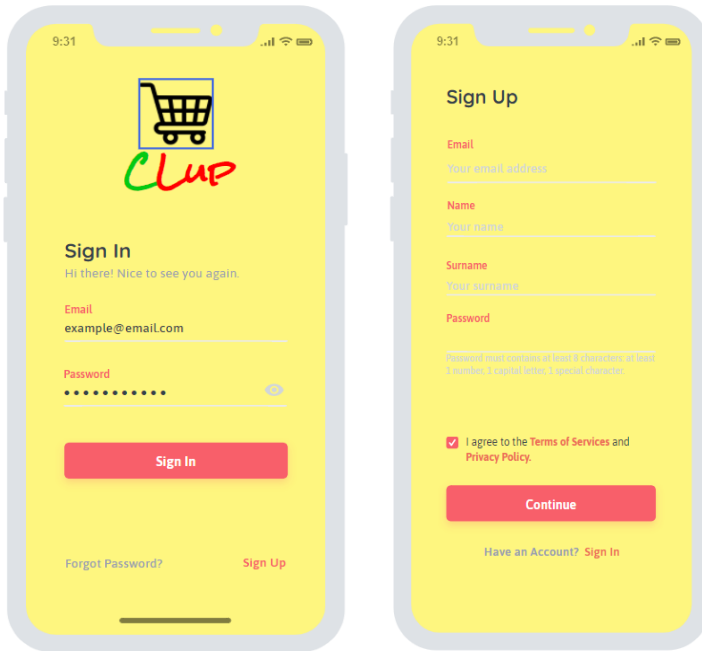 9:31
CLup
Sign In
Hi there! Nice to see you again.
Email
example@email.com
Password
Sign In
Forgot Password?
Sign Up
9:31
Sign Up
Email
Your email address
Name
Your name
Surname
Your surname
Password
Password must contains at least 8 characters: at least
1 number, 1 capital letter, 1 special character.
I agree to the Terms of Services and
Privacy Policy.
Continue
Have an Account? Sign In